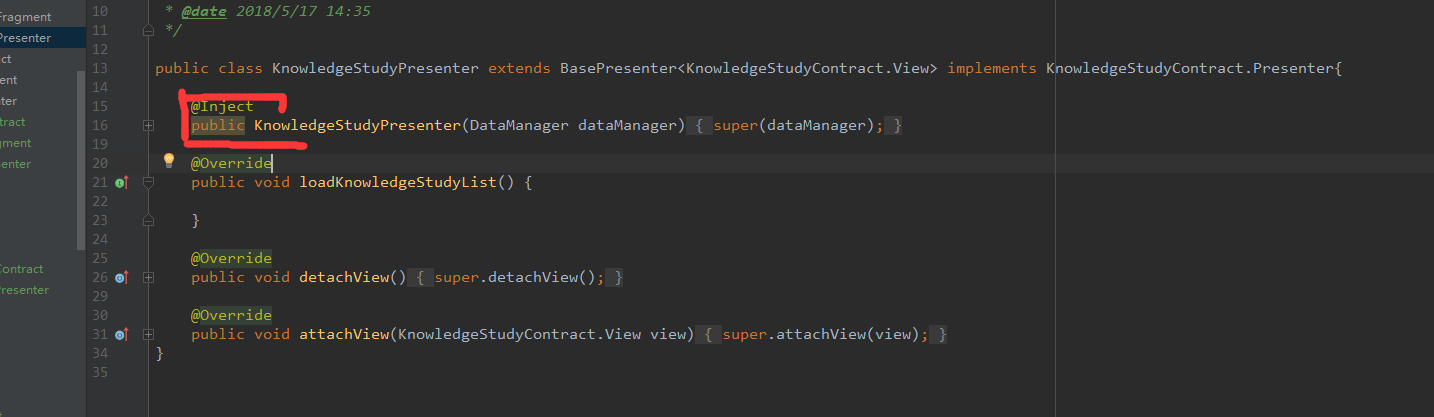 Fragment
Presenter
ct
ent
ter
tract
gment
senter
Contract
Presenter
10 * @date 2018/5/17 14:35
11 */
12
13 public class KnowledgeStudyPresenter extends BasePresenter<KnowledgeStudyContract.View> implements KnowledgeStudyContract.Presenter{
14
15 @Inject
16 public KnowledgeStudyPresenter(DataManager dataManager) { super(dataManager); }
19
20 @Override
21 public void loadKnowledgeStudyList() {
22
23 }
24
25 @Override
26 public void detachView() { super.detachView(); }
29
30 @Override
31 public void attachView(KnowledgeStudyContract.View view) { super.attachView(view); }
34 }
35